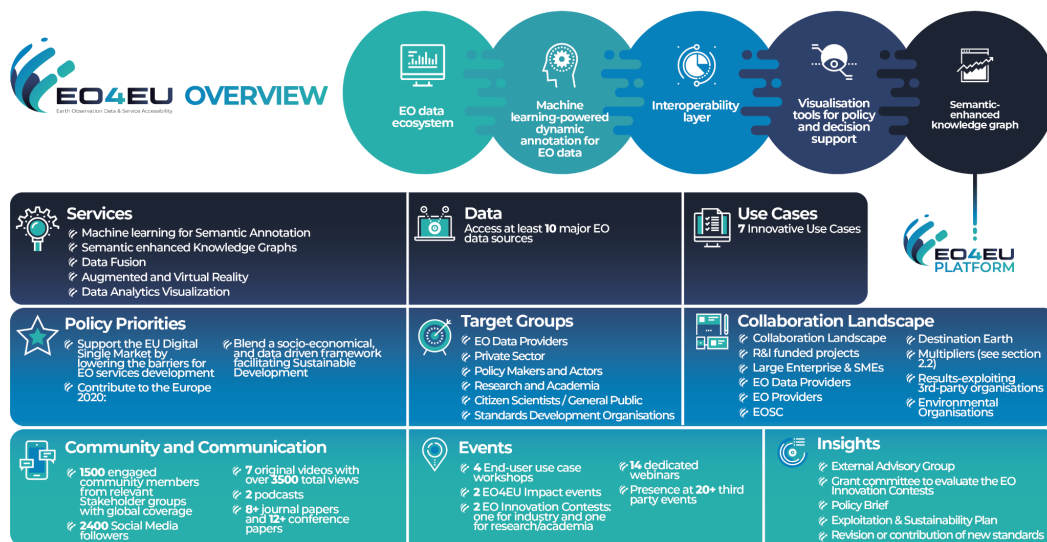 EO4EU OVERVIEW
Earth Observation Data & Service Accessibility
EO data
ecosystem
Machine
learning-powered
dynamic
annotation for
EO data
Interoperability
layer
Visualisation
tools for policy
and decision
support
Semantic-
enhanced
knowledge graph
EO4EU
PLATFORM
Services
Machine learning for Semantic Annotation
Semantic enhanced Knowledge Graphs
Data Fusion
Augmented and Virtual Reality
Data Analytics Visualization
Data
Access at least 10 major EO
data sources
Use Cases
7 Innovative Use Cases
Policy Priorities
Support the EU Digital
Single Market by
lowering the barriers for
EO services development
Contribute to the Europe
2020:
Blend a socio-economical,
and data driven framework
facilitating Sustainable
Development
Target Groups
EO Data Providers
Private Sector
Policy Makers and Actors
Research and Academia
Citizen Scientists / General Public
Standards Development Organisations
Collaboration Landscape
Collaboration Landscape
R&I funded projects
Large Enterprise & SMEs
EO Data Providers
EO Providers
EOSC
Destination Earth
Multipliers (see section
2.2)
Results-exploiting
3rd-party organisations
Environmental
Organisations
Community and Communication
1500 engaged
community members
from relevant
Stakeholder groups
with global coverage
2400 Social Media
followers
7 original videos with
over 3500 total views
2 podcasts
8+ journal papers
and 12+ conference
papers
Events
4 End-user use case
workshops
2 EO4EU Impact events
2 EO Innovation Contests:
one for industry and one
for research/academia
14 dedicated
webinars
Presence at 20+ third
party events
Insights
External Advisory Group
Grant committee to evaluate the EO
Innovation Contests
Policy Brief
Exploitation & Sustainability Plan
Revision or contribution of new standards